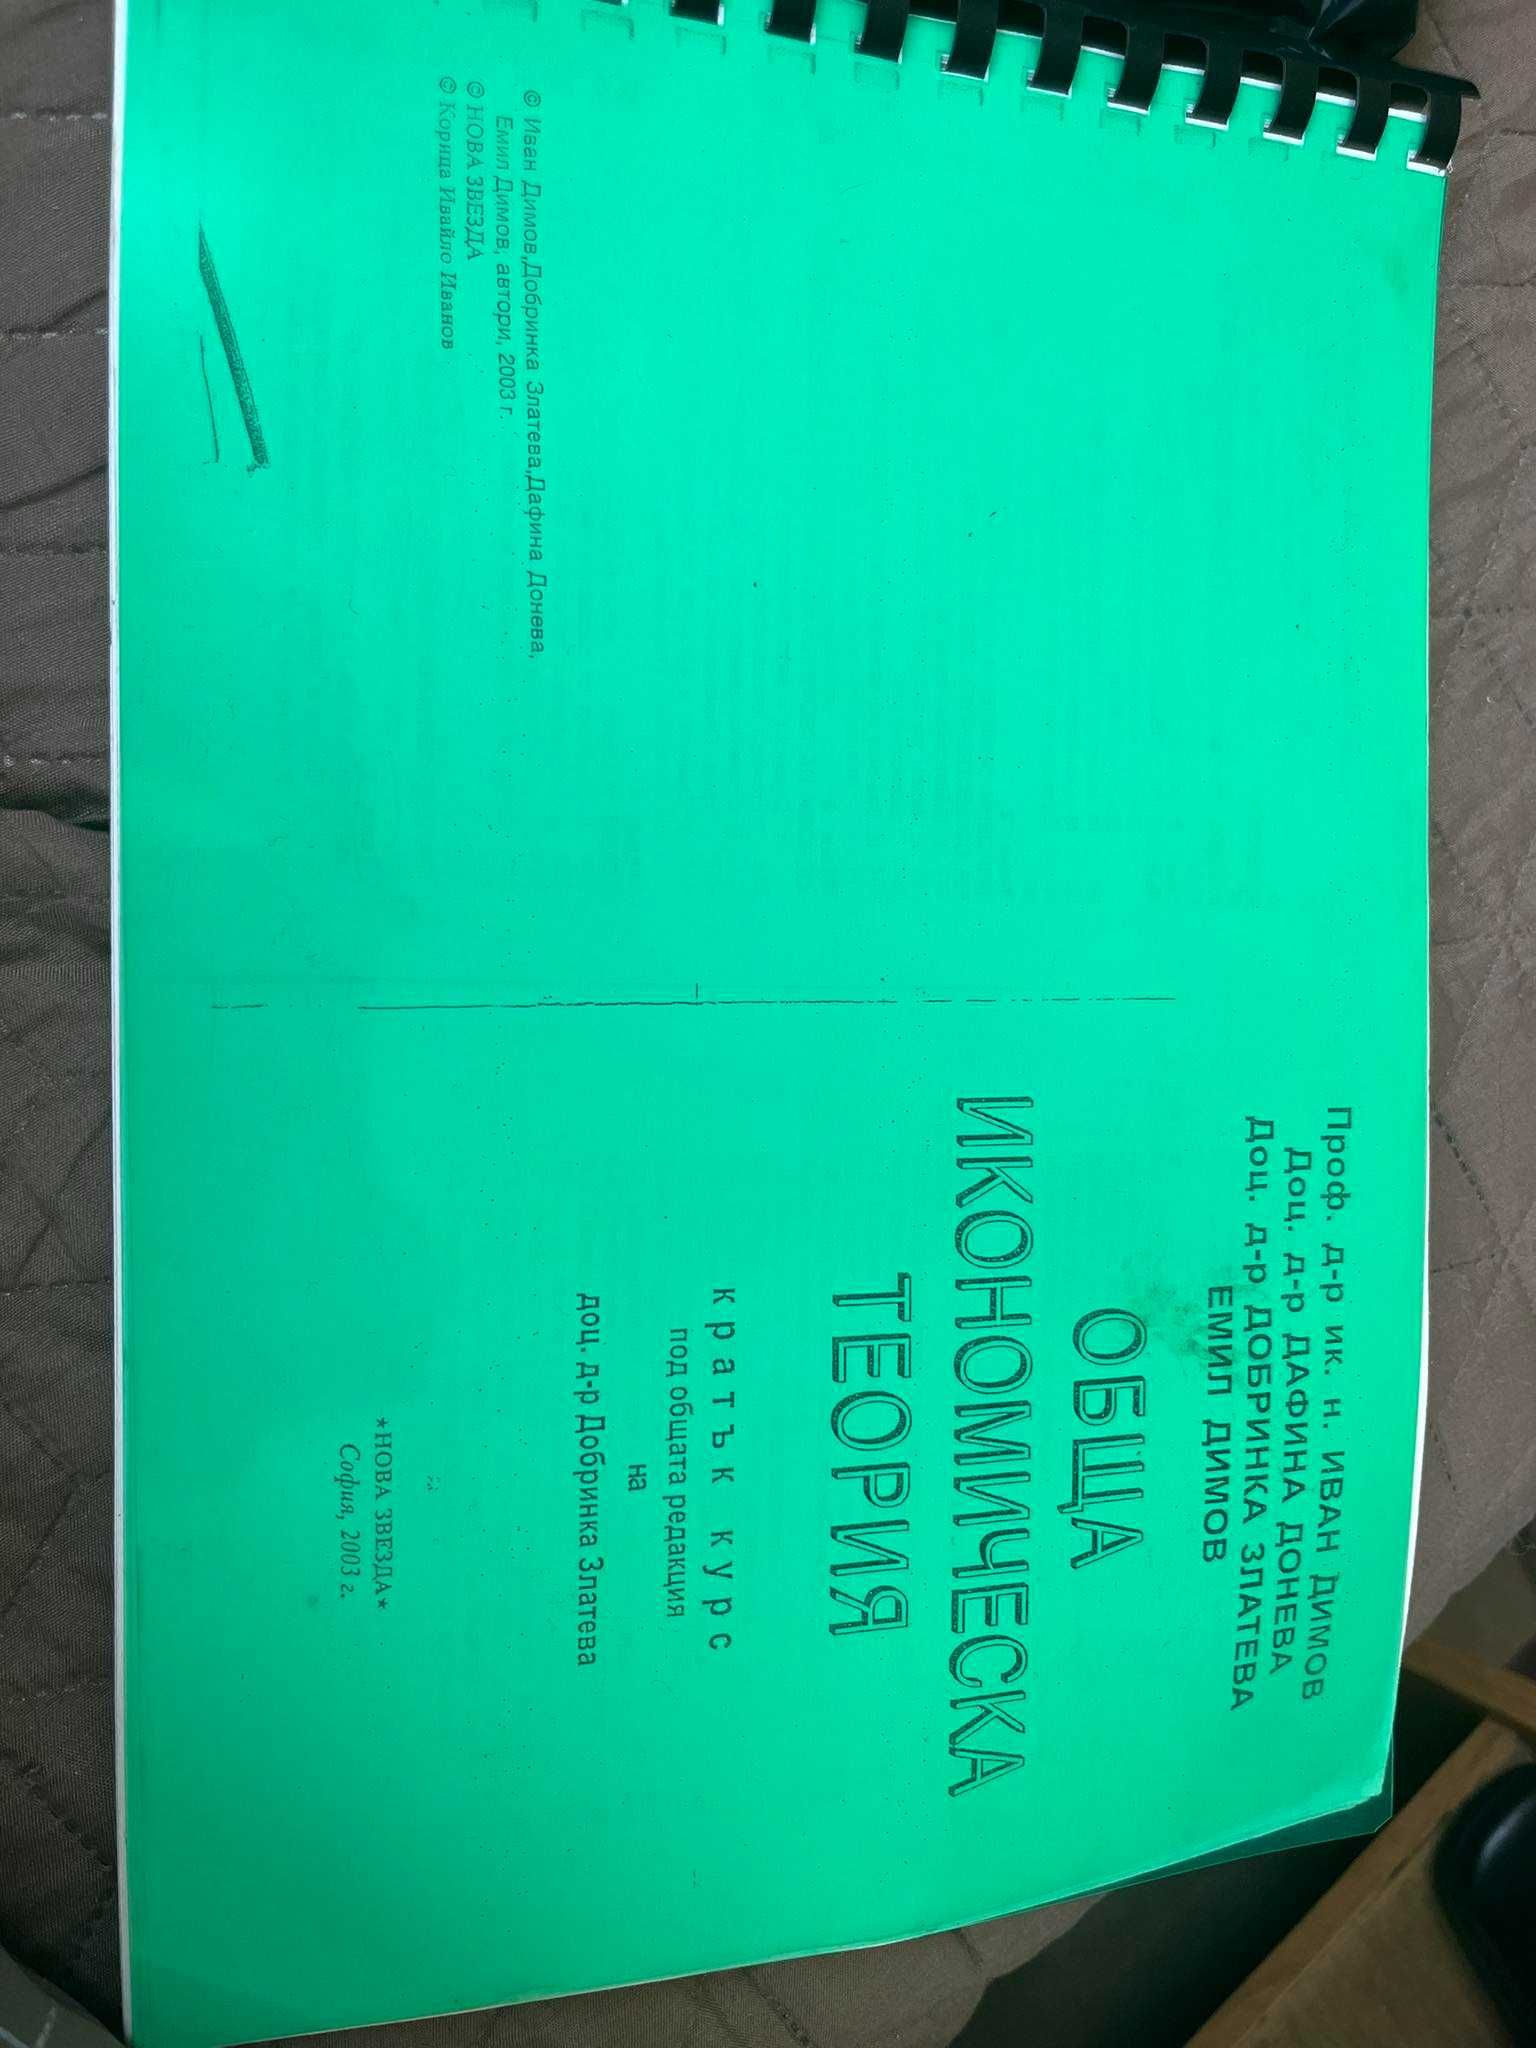 © Иван Димов,Добринка Златева,Дафина Донева,
Емил Димов, автори, 2003 г.
© НОВА ЗВЕЗДА
© Корица Ивайло Иванов
Проф. д-р ик. н. ИВАН ДИМОВ
Доц. д-р ДАФИНА ДОНЕВА
Доц. д-р ДОБРИНКА ЗЛАТЕВА
ЕМИЛ ДИМОВ
ОБЩА
ИКОНОМИЧЕСКА
ТЕОРИЯ
кратък курс
под общата редакция
на
доц. д-р Добринка Златева
*НОВА ЗВЕЗДА*
София, 2003 г.